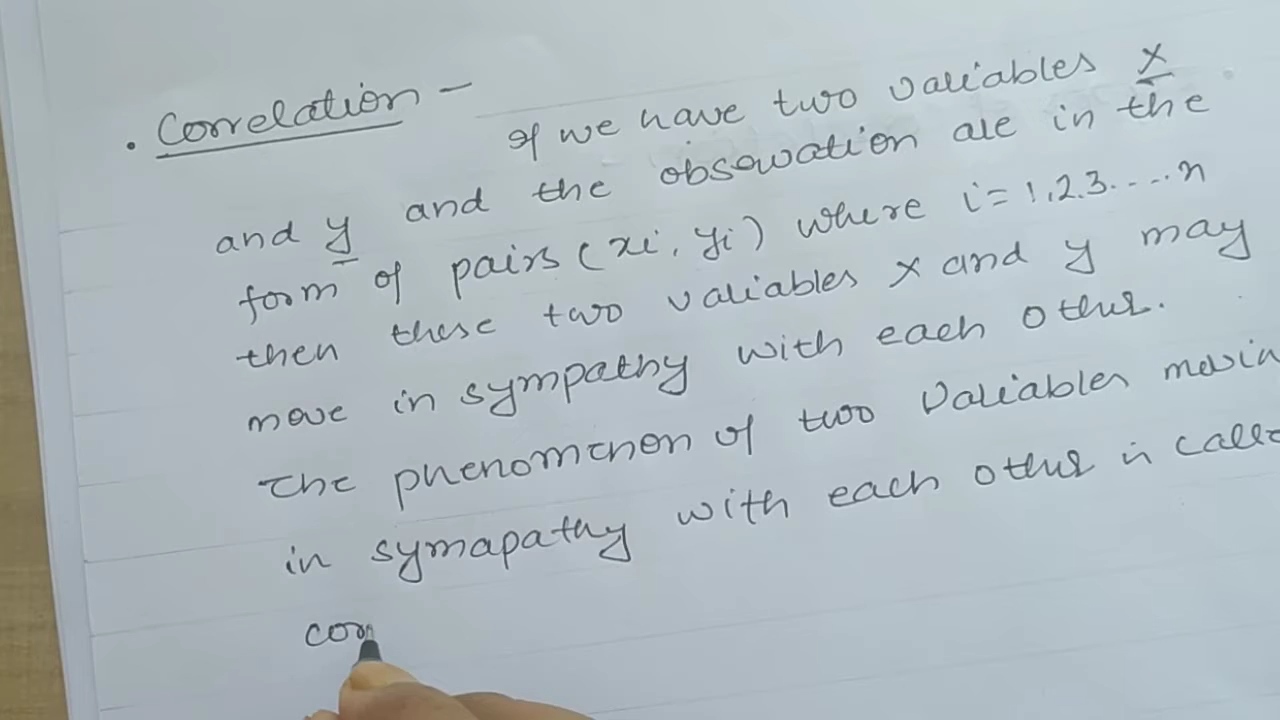 . Correlation -
If we have two variables x
and y and the obsowation are in the
form of pairs (xi, yi) where i = 1,2,3....n
then these two variables x and y may
move in sympathy with each other.
The phenomenon of two variables movin
in symapathy with each other is calle
cor